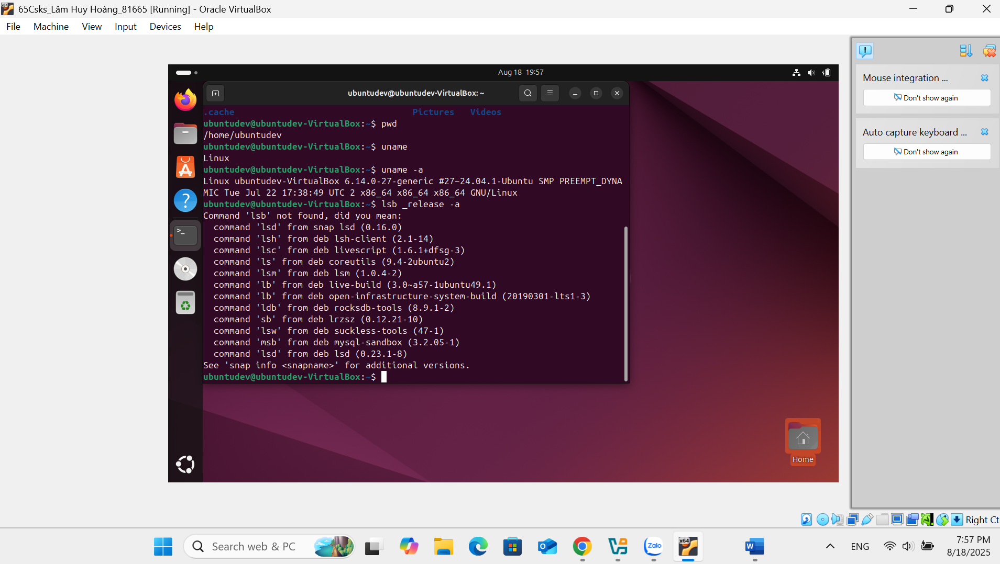 65Csks_Lâm Huy Hoàng_81665 [Running] - Oracle VirtualBox
File Machine View Input Devices Help
Aug 18 19:57
ubuntudev@ubuntudev-VirtualBox: ~
.cache Pictures Videos
ubuntudev@ubuntudev-VirtualBox:~$ pwd
/home/ubuntudev
ubuntudev@ubuntudev-VirtualBox:~$ uname
Linux
ubuntudev@ubuntudev-VirtualBox:~$ uname -a
Linux ubuntudev-VirtualBox 6.14.0-27-generic #27~24.04.1-Ubuntu SMP PREEMPT_DYNA
MIC Tue Jul 22 17:38:49 UTC 2 x86_64 x86_64 x86_64 GNU/Linux
ubuntudev@ubuntudev-VirtualBox:~$ lsb _release -a
Command 'lsb' not found, did you mean:
command 'lsd' from snap lsd (0.16.0)
command 'lsh' from deb lsh-client (2.1-14)
command 'lsc' from deb livescript (1.6.1+dfsg-3)
command 'ls' from deb coreutils (9.4-2ubuntu2)
command 'lsm' from deb lsm (1.0.4-2)
command 'lb' from deb live-build (3.0~a57-1ubuntu49.1)
command 'lb' from deb open-infrastructure-system-build (20190301-lts1-3)
command 'ldb' from deb rocksdb-tools (8.9.1-2)
command 'sb' from deb lrzsz (0.12.21-10)
command 'lsw' from deb suckless-tools (47-1)
command 'msb' from deb mysql-sandbox (3.2.05-1)
command 'lsd' from deb lsd (0.23.1-8)
See 'snap info <snapname>' for additional versions.
ubuntudev@ubuntudev-VirtualBox:~$
Home
Mouse integration ...
Don't show again
Auto capture keyboard ...
Don't show again
Right Ct
Search web & PC
Zalo
x64
W
ENG
7:57 PM
8/18/2025